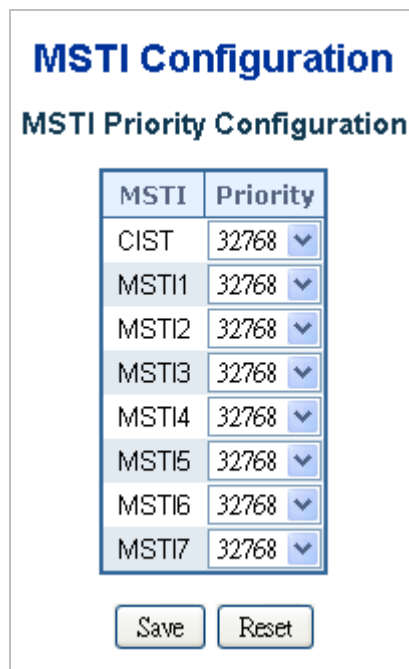 MSTI Configuration
MSTI Priority Configuration
MSTI Priority
CIST 32768
MSTI1 32768
MSTI2 32768
MSTI3 32768
MSTI4 32768
MSTI5 32768
MSTI6 32768
MSTI7 32768
Save Reset